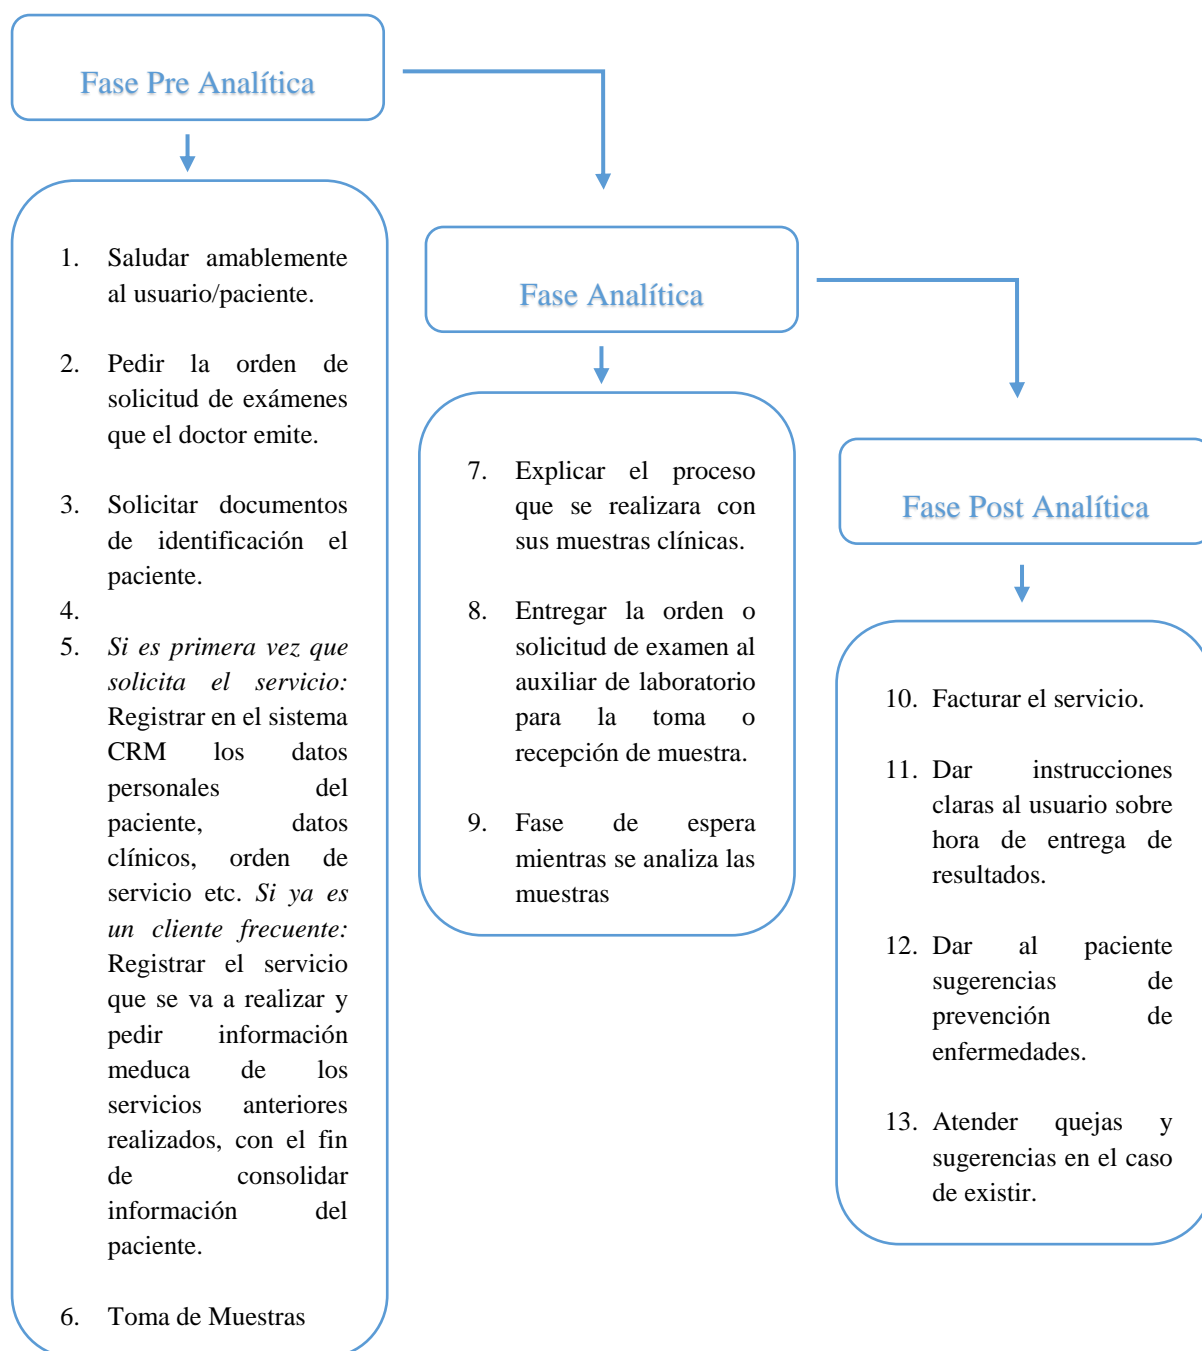 Fase Pre Analítica
1. Saludar amablemente
al usuario/paciente.
2. Pedir la orden de
solicitud de exámenes
que el doctor emite.
3. Solicitar documentos
de identificación el
paciente.
4.
5. Si es primera vez que
solicita el servicio:
Registrar en el sistema
CRM los datos
personales del
paciente, datos
clínicos, orden de
servicio etc. Si ya es
un cliente frecuente:
Registrar el servicio
que se va a realizar y
pedir información
meduca de los
servicios anteriores
realizados, con el fin
de consolidar
información del
paciente.
6. Toma de Muestras
Fase Analítica
7. Explicar el proceso
que se realizara con
sus muestras clínicas.
8. Entregar la orden o
solicitud de examen al
auxiliar de laboratorio
para la toma o
recepción de muestra.
9. Fase de espera
mientras se analiza las
muestras
Fase Post Analítica
10. Facturar el servicio.
11. Dar instrucciones
claras al usuario sobre
hora de entrega de
resultados.
12. Dar al paciente
sugerencias de
prevención de
enfermedades.
13. Atender quejas y
sugerencias en el caso
de existir.